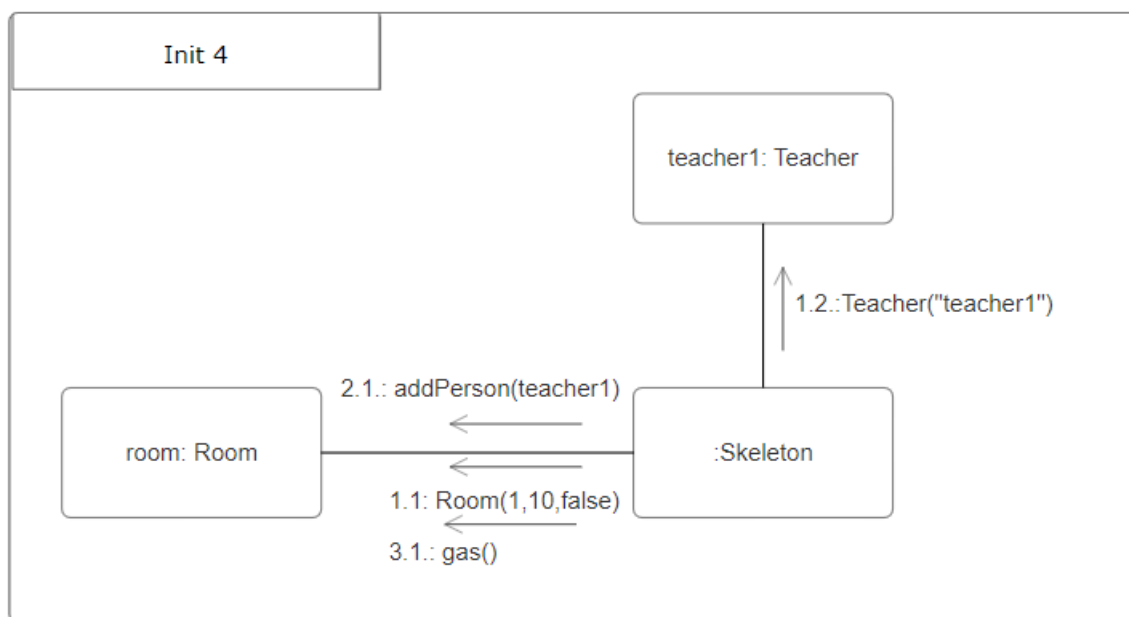 Init 4
teacher1: Teacher
1.2.:Teacher("teacher1")
2.1.: addPerson(teacher1)
room: Room
:Skeleton
1.1: Room(1,10,false)
3.1.: gas()